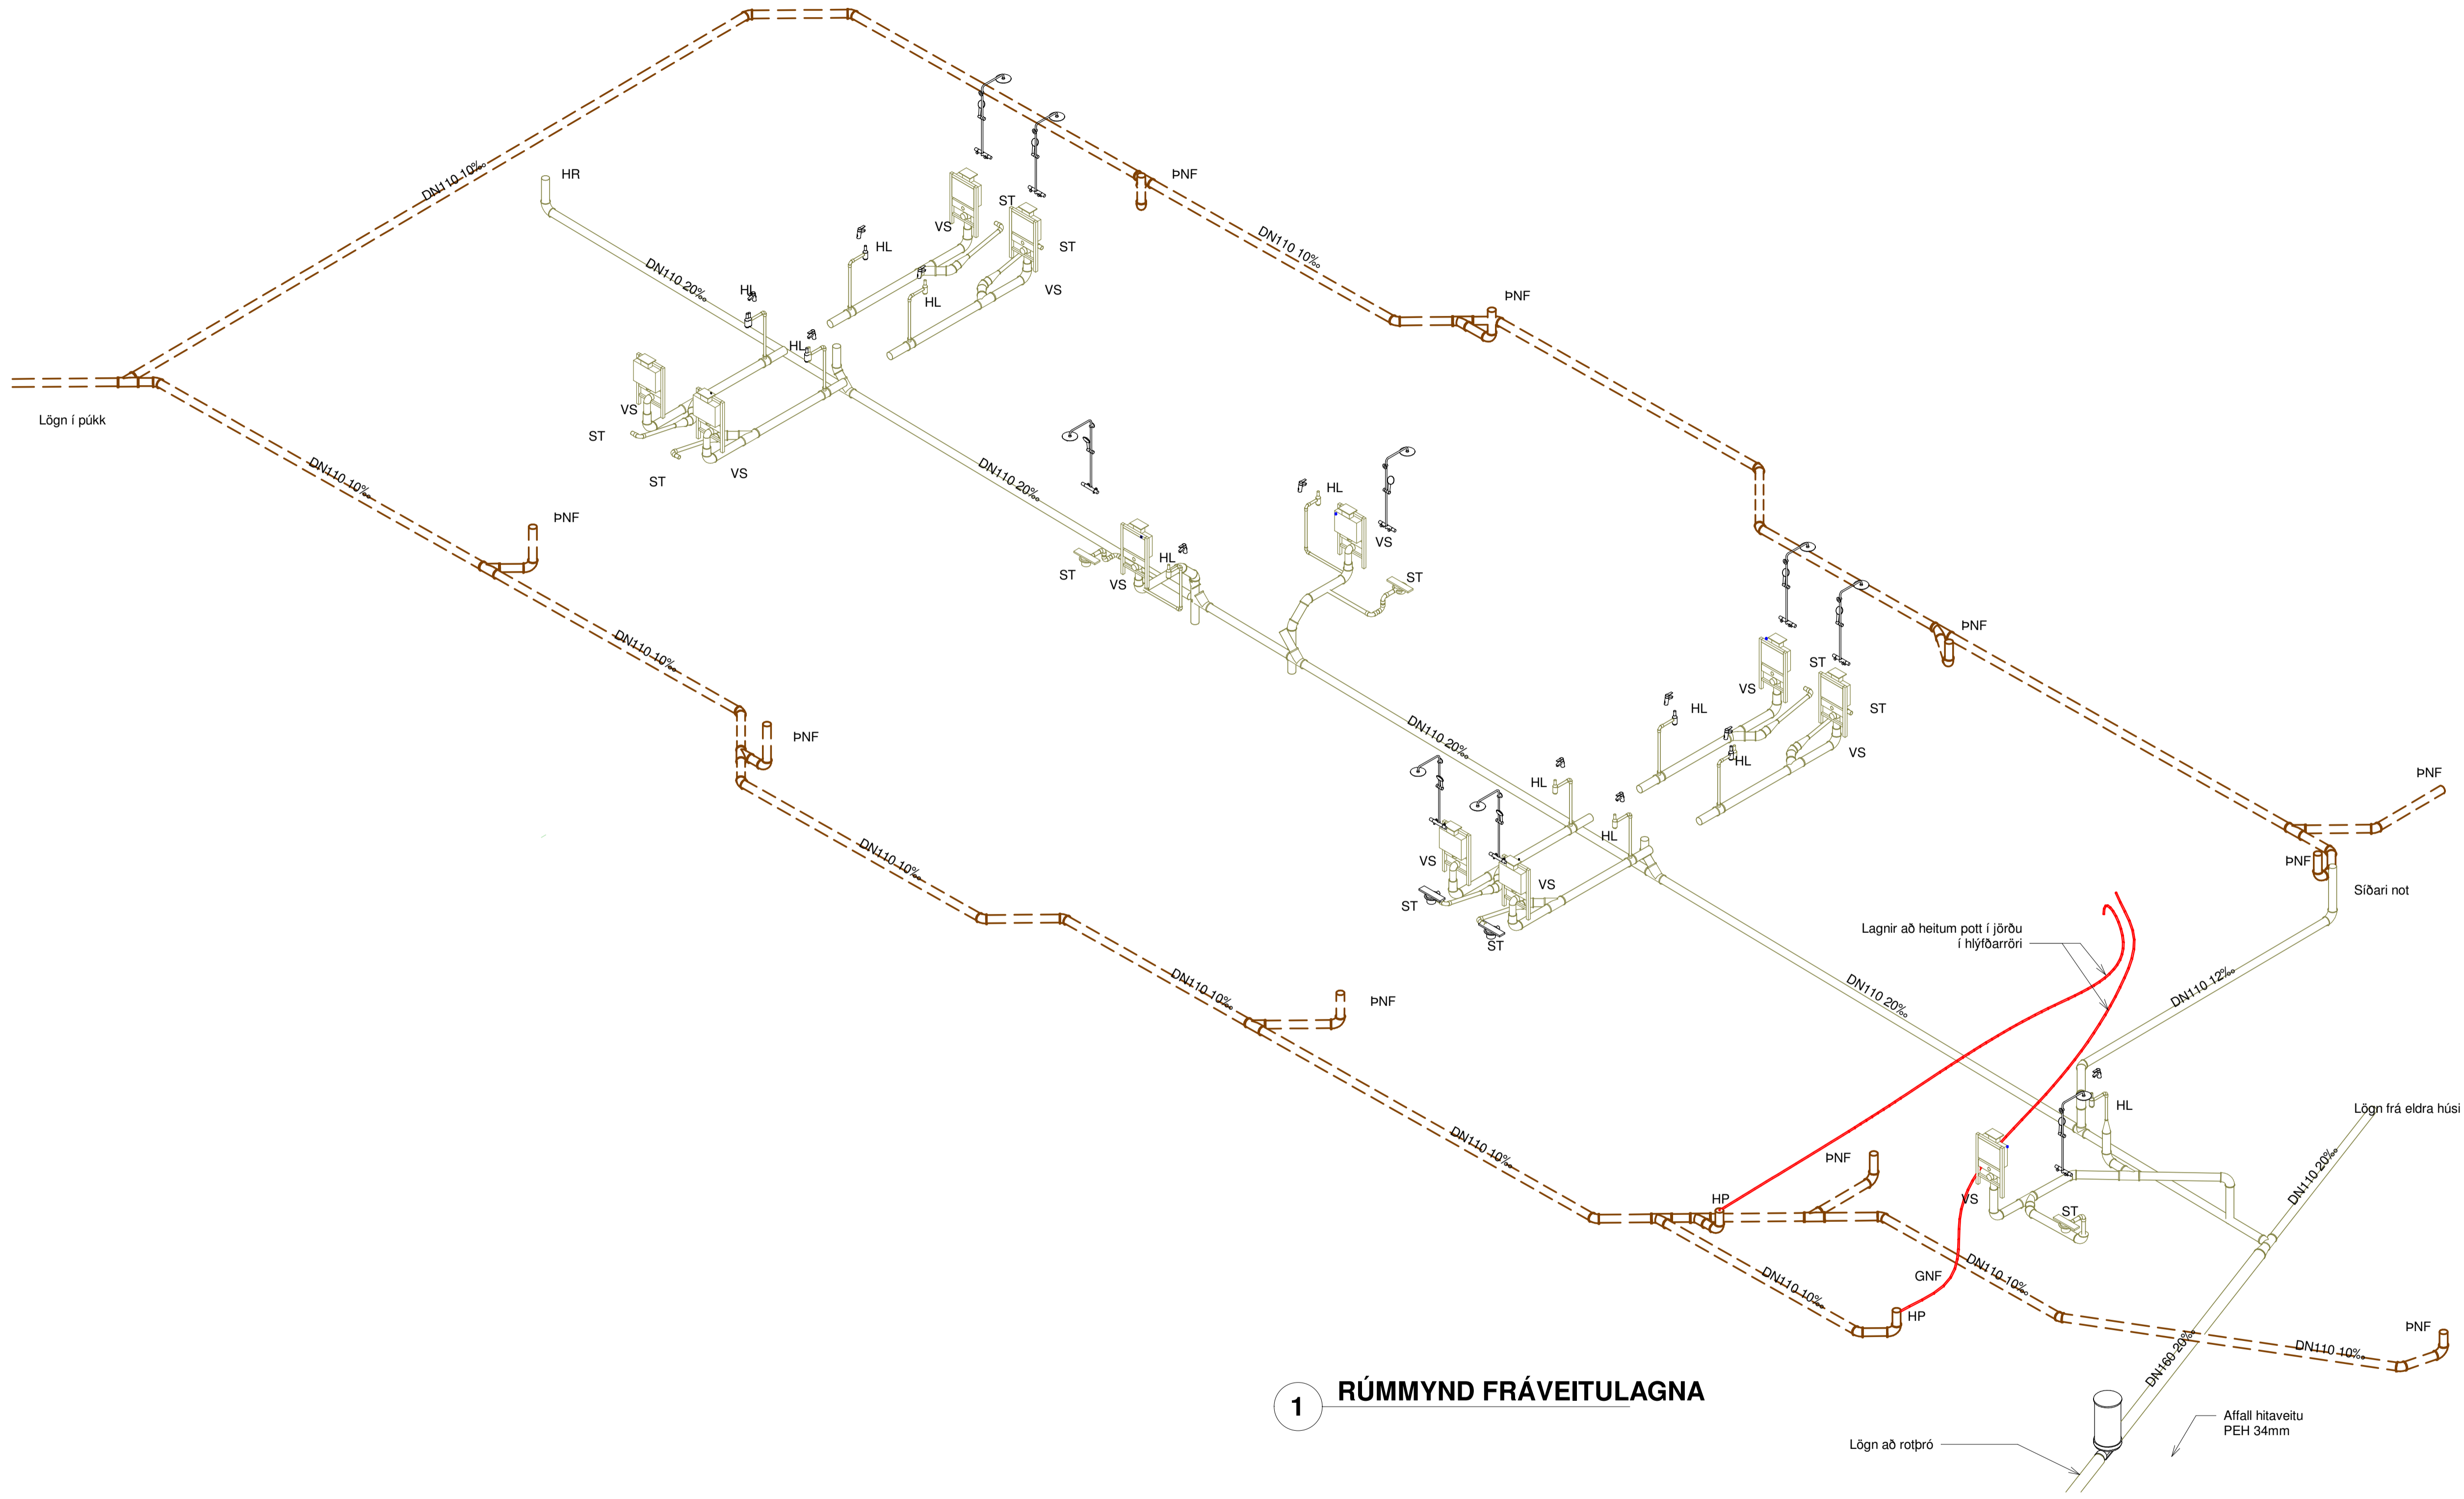 DN110 10‰
HR
ÞNF
ST
VS
HL
ST
DN110 10‰
DN110 20‰
VS
HL
HL
ÞNF
HL
VS
Lögn í púkk
ST
VS
ST
DN110 10‰
DN110 20‰
HL
ÞNF
VS
HL
ST
VS
ST
DN110 10‰
ÞNF
ST
VS
HL
ST
DN110 20‰
ÞNF
VS
HL
HL
ÞNF
HL
DN110 10‰
VS
ÞNF
VS
Síðari not
ST
ST
Lagnir að heitum pott í jörðu
í hlýfðarröri
DN110 10‰
ÞNF
DN110 20‰
DN110 12‰
HL
Lögn frá eldra húsi
DN110 10‰
ÞNF
DN110 20‰
HP
VS
ST
DN110 10‰
DN110 10‰
GNF
HP
ÞNF
DN110 10‰
DN160 20‰
1
RÚMMYND FRÁVEITULAGNA
Affall hitaveitu
PEH 34mm
Lögn að rotþró